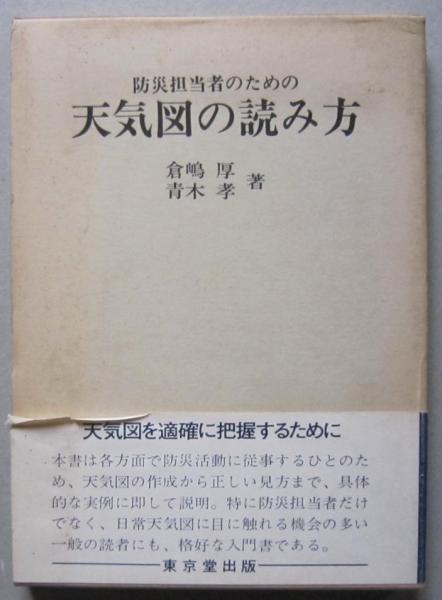 防災担当者のための
天気図の読み方
倉嶋 厚
青木 孝 著
天気図を適確に把握するために
本書は各方面で防災活動に従事するひとのた
め、天気図の作成から正しい見方まで、具体
的な実例に即して説明。特に防災担当者だけ
でなく、日常天気図に目に触れる機会の多い
一般の読者にも、格好な入門書である。
東京堂出版